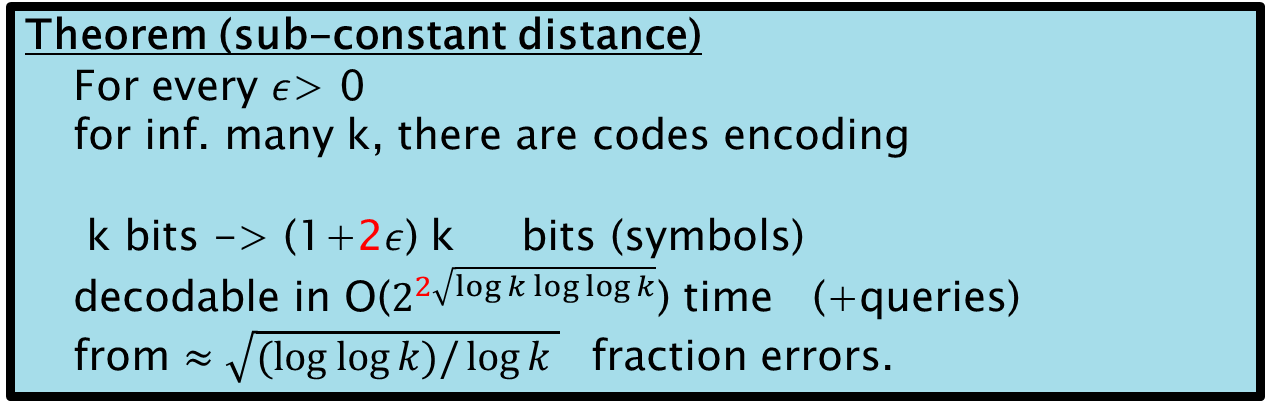 Theorem (sub-constant distance)
For every ϵ> 0
for inf. many k, there are codes encoding
k bits -> (1+2ϵ) k bits (symbols)
decodable in O(2^{2√(log k log log k)}) time (+queries)
from ≈ √((log log k)/log k) fraction errors.